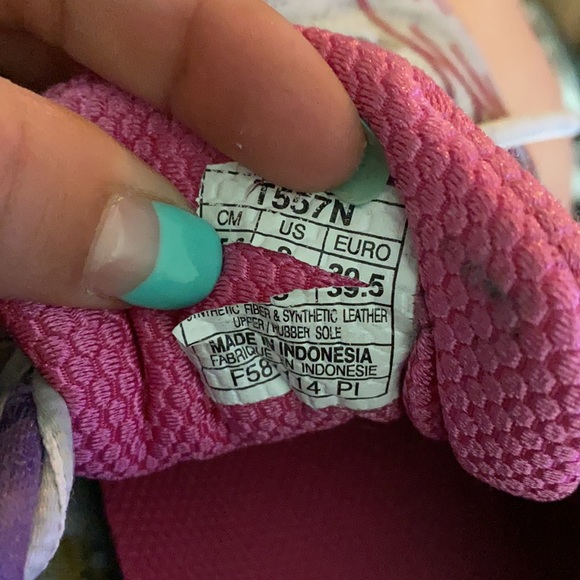 T557N
CM US EURO
39.5
SYNTHETIC FIBER & SYNTHETIC LEATHER
UPPER/RUBBER SOLE
MADE IN INDONESIA
FABRIQUE EN INDONESIE
14 PI